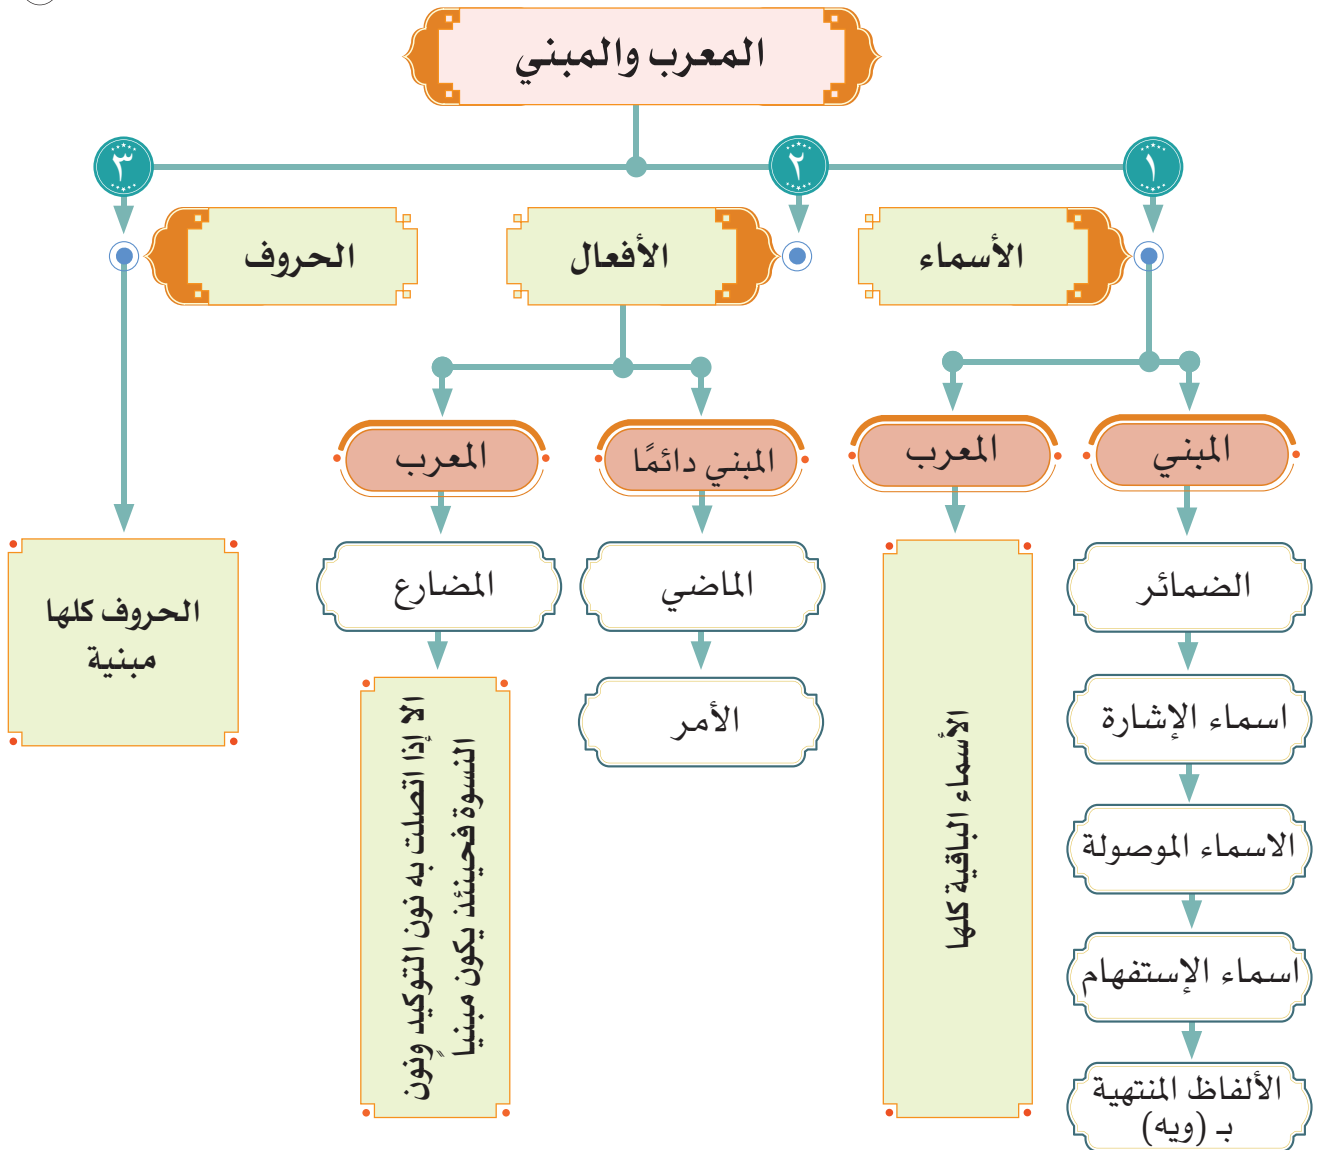 المعرب والمبني
١
٢
٣
الأسماء
الأفعال
الحروف
المبني
المعرب
المبني دائمًا
المعرب
الضمائر
اسماء الإشارة
الاسماء الموصولة
اسماء الإستفهام
الألفاظ المنتهية
بـ (ويه)
الأسماء الباقية كلها
الماضي
الأمر
المضارع
الا إذا اتصلت به نون التوكيد ونون
النسوة فحينئذ يكون مبنياً
الحروف كلها
مبنية